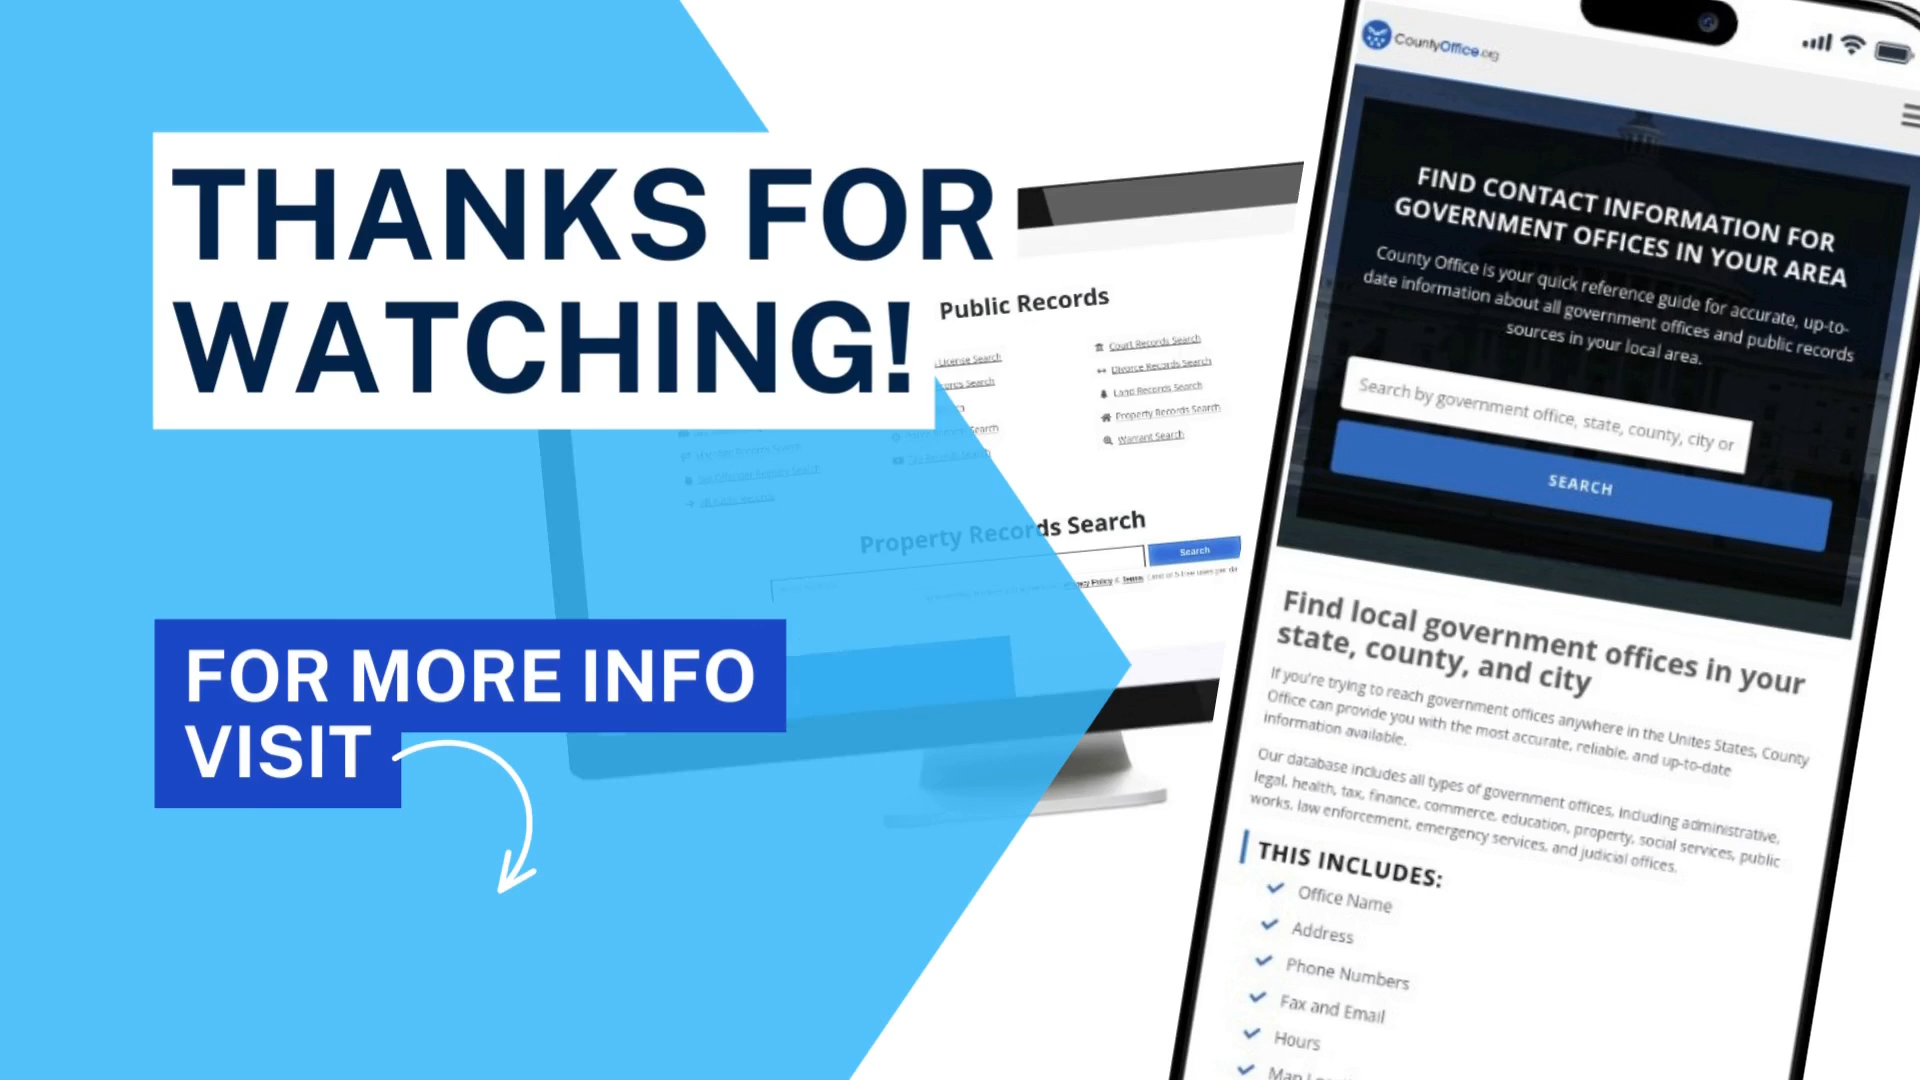 THANKS FOR
WATCHING!
FOR MORE INFO
VISIT
Public Records
License Search
Search
Search
Court Records Search
Divorce Records Search
Land Records Search
Property Records Search
Warrant Search
Property Records Search
Search
Policy & Terms
CountyOffice.org
FIND CONTACT INFORMATION FOR
GOVERNMENT OFFICES IN YOUR AREA
County Office is your quick reference guide for accurate, up-to-
date information about all government offices and public records
sources in your local area.
Search by government office, state, county, city or
SEARCH
Find local government offices in your
state, county, and city
If you're trying to reach government offices anywhere in the Unites States, County
Office can provide you with the most accurate, reliable, and up-to-date
information available.
Our database includes all types of government offices, including administrative,
legal, health, tax, finance, commerce, education, property, social services, public
works, law enforcement, emergency services, and judicial offices.
THIS INCLUDES:
Office Name
Address
Phone Numbers
Fax and Email
Hours